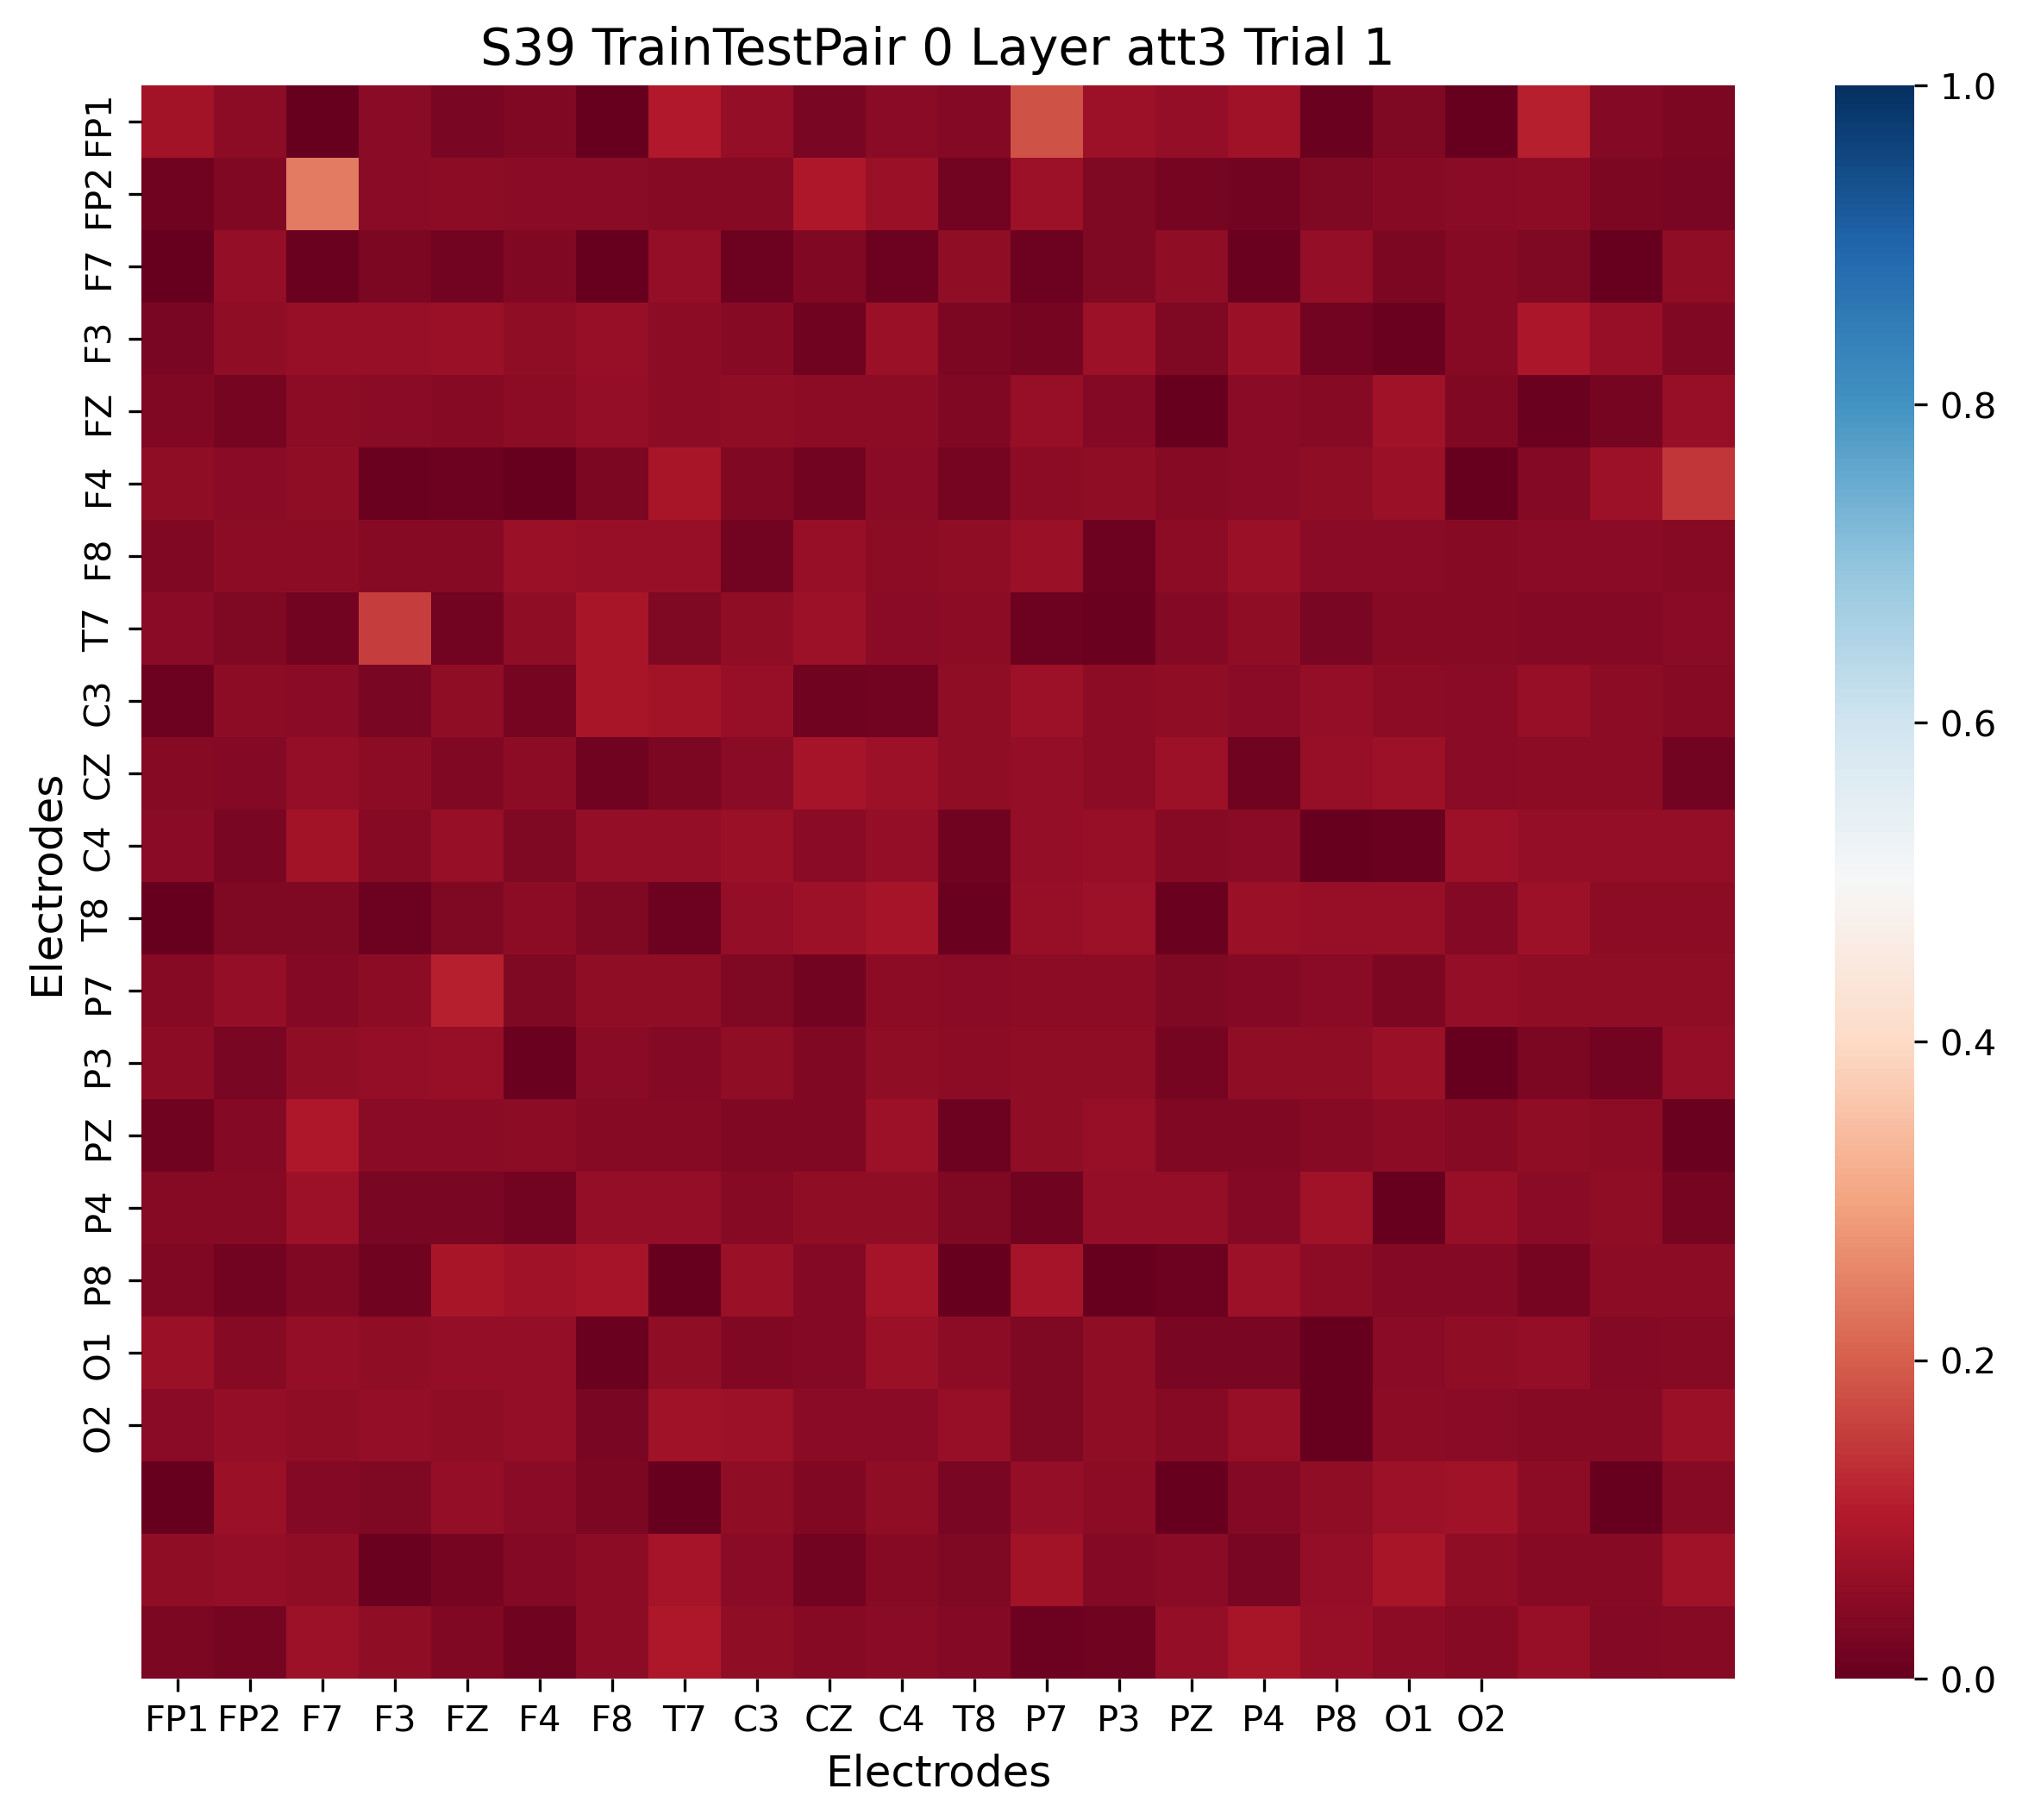 S39 TrainTestPair 0 Layer att3 Trial 1
Electrodes
FP1
FP2
F7
F3
FZ
F4
F8
T7
C3
CZ
C4
T8
P7
P3
PZ
P4
P8
O1
O2
FP1 FP2 F7 F3 FZ F4 F8 T7 C3 CZ C4 T8 P7 P3 PZ P4 P8 O1 O2
Electrodes
1.0
0.8
0.6
0.4
0.2
0.0